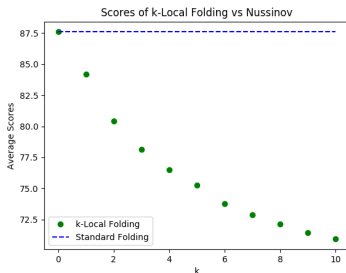 Scores of k-Local Folding vs Nussinov
87.5
85.0
82.5
80.0
77.5
75.0
72.5
Average Scores
k-Local Folding
Standard Folding
0 2 4 6 8 10
k